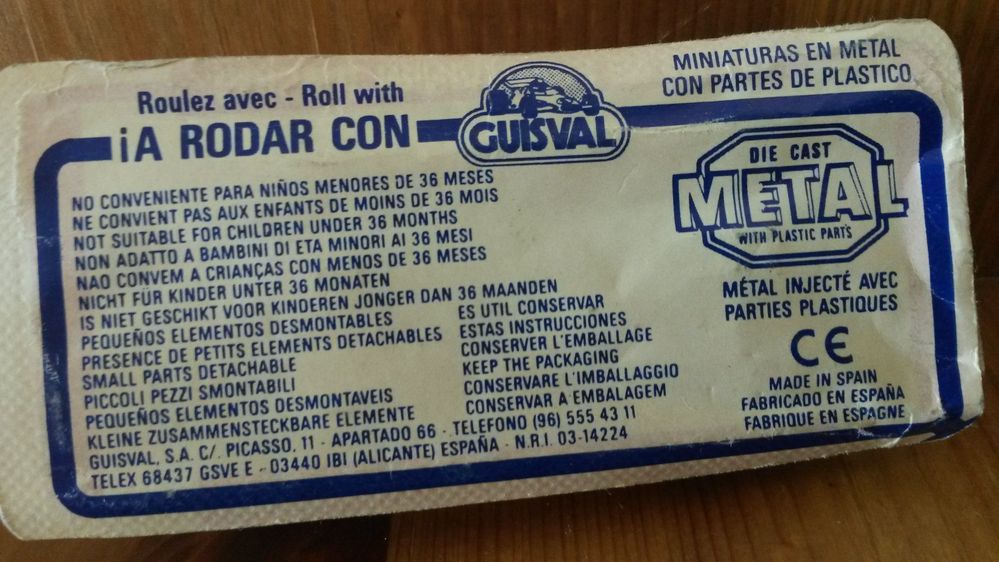 Roulez avec - Roll with
¡A RODAR CON
GUISVAL
MINIATURAS EN METAL
CON PARTES DE PLASTICO
NO CONVENIENTE PARA NIÑOS MENORES DE 36 MESES
NE CONVIENT PAS AUX ENFANTS DE MOINS DE 36 MOIS
NOT SUITABLE FOR CHILDREN UNDER 36 MONTHS
NON ADATTO A BAMBINI DI ETA MINORI AI 36 MESI
NAO CONVEM A CRIANÇAS CON MENOS DE 36 MESES
NICHT FÜR KINDER UNTER 36 MONATEN
IS NIET GESCHIKT VOOR KINDEREN JONGER DAN 36 MAANDEN
PEQUEÑOS ELEMENTOS DESMONTABLES
PRESENCE DE PETITS ELEMENTS DETACHABLES
SMALL PARTS DETACHABLE
PICCOLI PEZZI SMONTABILI
PEQUEÑOS ELEMENTOS DESMONTAVEIS
KLEINE ZUSAMMENSTECKBARE ELEMENTE
ES UTIL CONSERVAR
ESTAS INSTRUCCIONES
CONSERVER L'EMBALLAGE
KEEP THE PACKAGING
CONSERVARE L'IMBALLAGGIO
CONSERVAR A EMBALAGEM
GUISVAL, S.A. C/. PICASSO, 11 - APARTADO 66 - TELEFONO (96) 555 43 11
TELEX 68437 GSVE E - 03440 IBI (ALICANTE) ESPAÑA - N.R.I. 03-14224
DIE CAST
METAL
WITH PLASTIC PARTS
MÉTAL INJECTÉ AVEC
PARTIES PLASTIQUES
CE
MADE IN SPAIN
FABRICADO EN ESPAÑA
FABRIQUE EN ESPAGNE